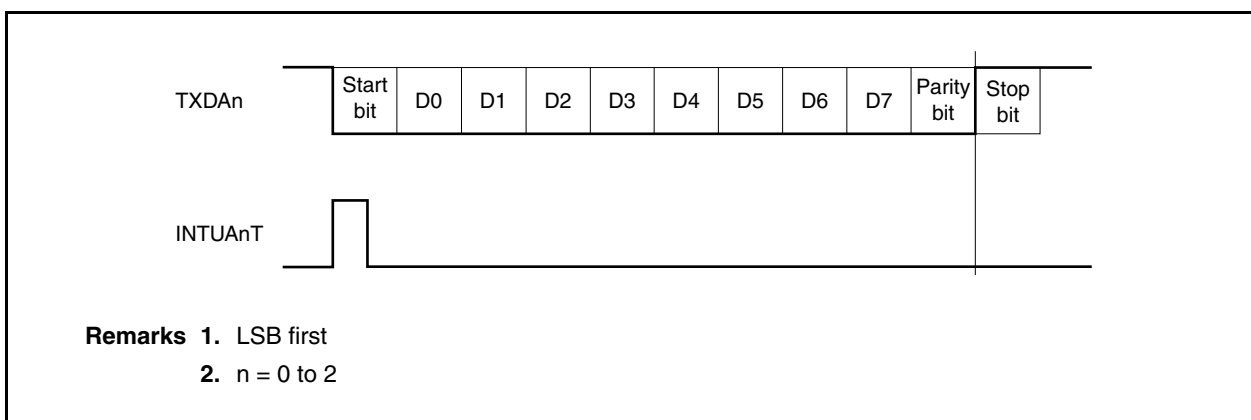 TXDAn
Start bit
D0
D1
D2
D3
D4
D5
D6
D7
Parity bit
Stop bit
INTUAnT
Remarks 1. LSB first
2. n = 0 to 2